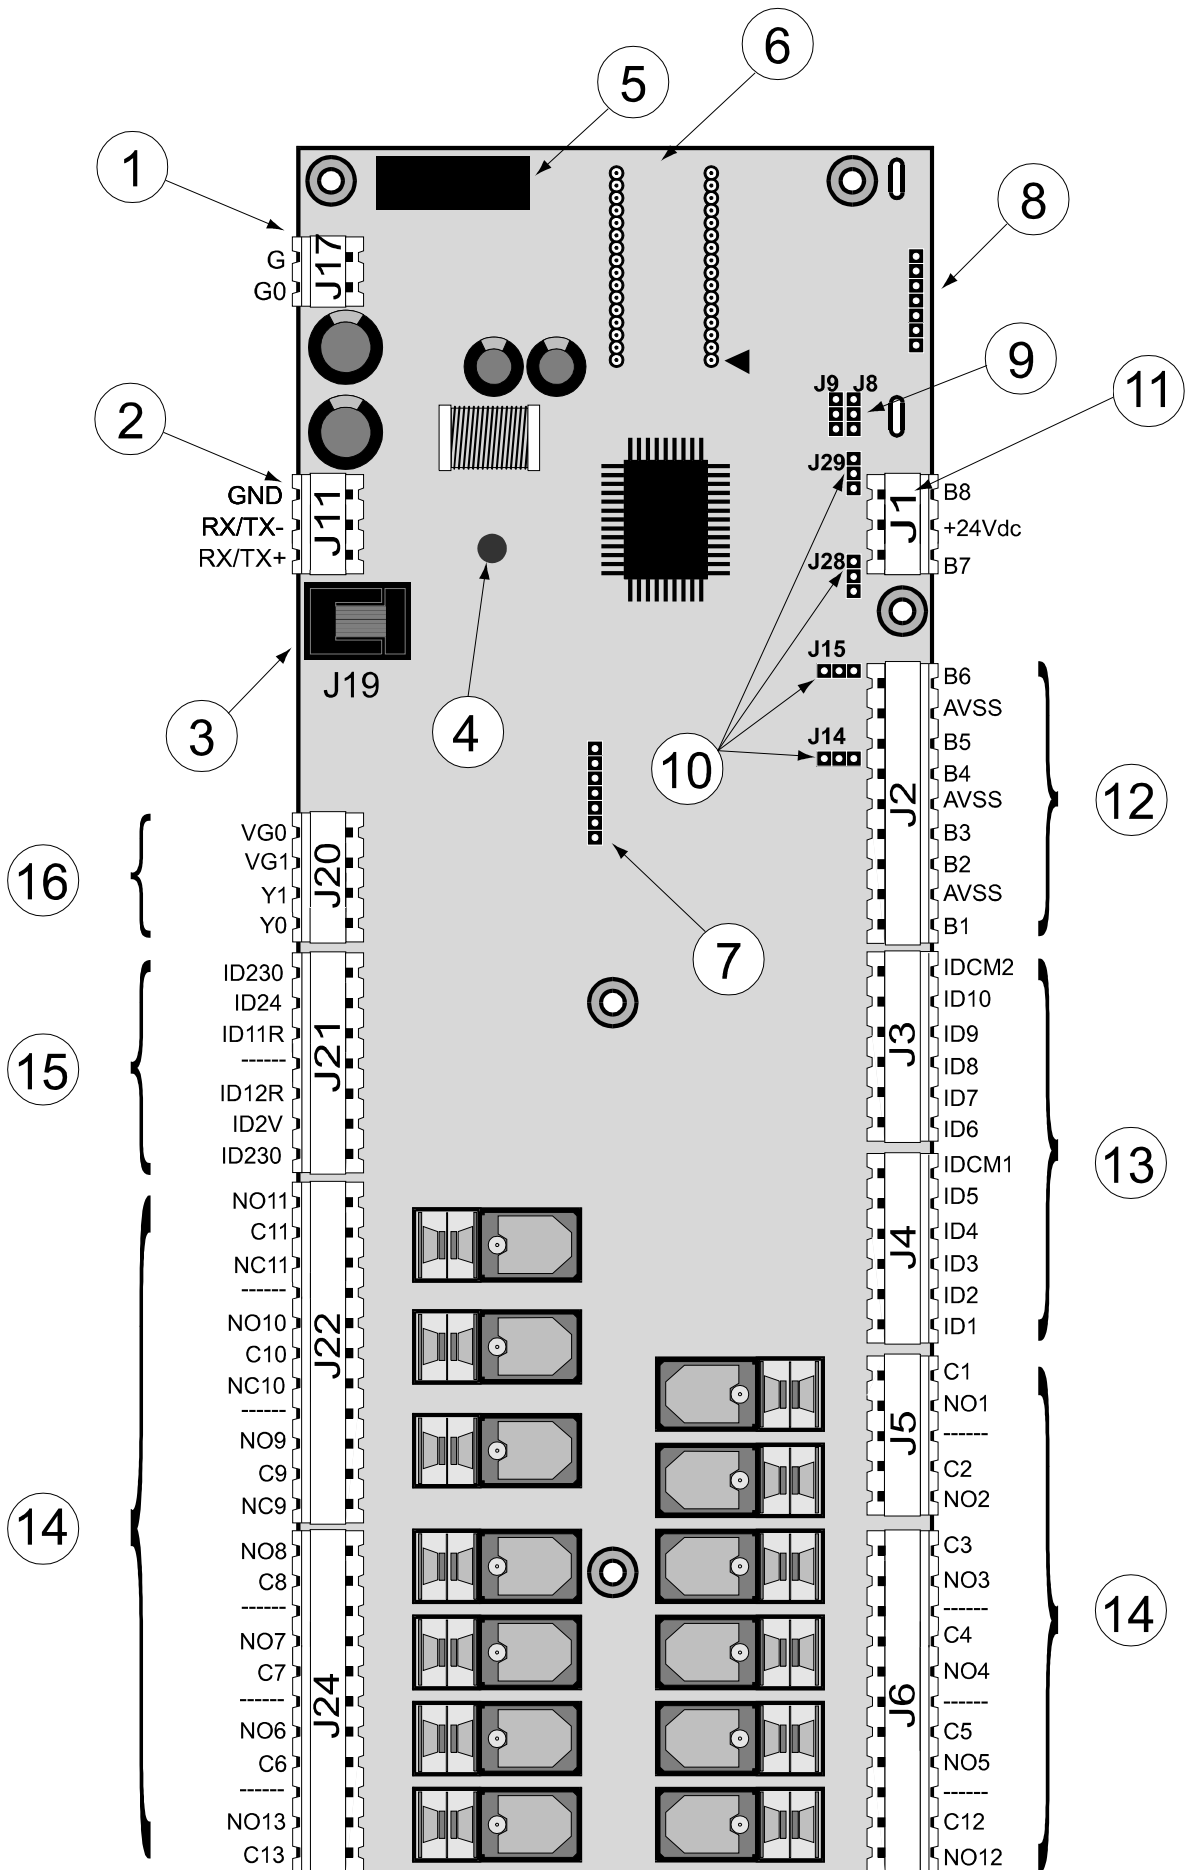 6
5
1
8
G
G0
J17
9
J9 J8
11
2
J29
GND
RX/TX-
RX/TX+
J11
J1
B8
+24Vdc
B7
J28
3
J19
4
J15
10
J14
7
J2
B6
AVSS
B5
B4
AVSS
B3
B2
AVSS
B1
12
16
VG0
VG1
Y1
Y0
J20
15
ID230
ID24
ID11R
------
ID12R
ID2V
ID230
J21
J3
IDCM2
ID10
ID9
ID8
ID7
ID6
13
J4
IDCM1
ID5
ID4
ID3
ID2
ID1
14
NO11
C11
NC11
------
NO10
C10
NC10
------
NO9
C9
NC9
J22
J5
C1
NO1
------
C2
NO2
NO8
C8
------
NO7
C7
------
NO6
C6
------
NO13
C13
J24
J6
C3
NO3
------
C4
NO4
------
C5
NO5
------
C12
NO12
14